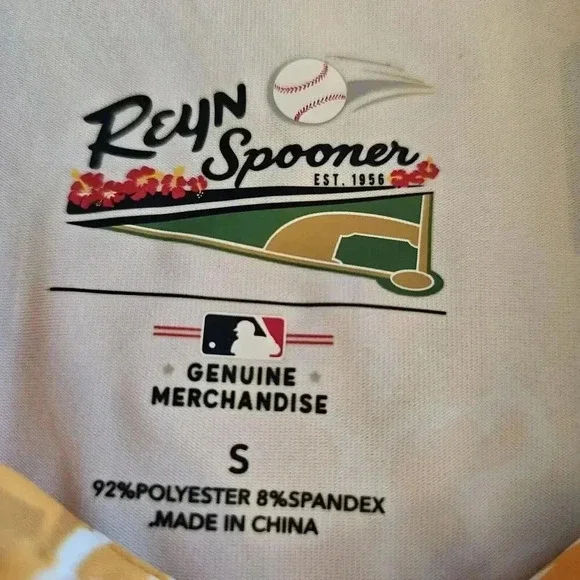 REYN
Spooner
EST. 1956
GENUINE
MERCHANDISE
S
92%POLYESTER 8%SPANDEX
.MADE IN CHINA